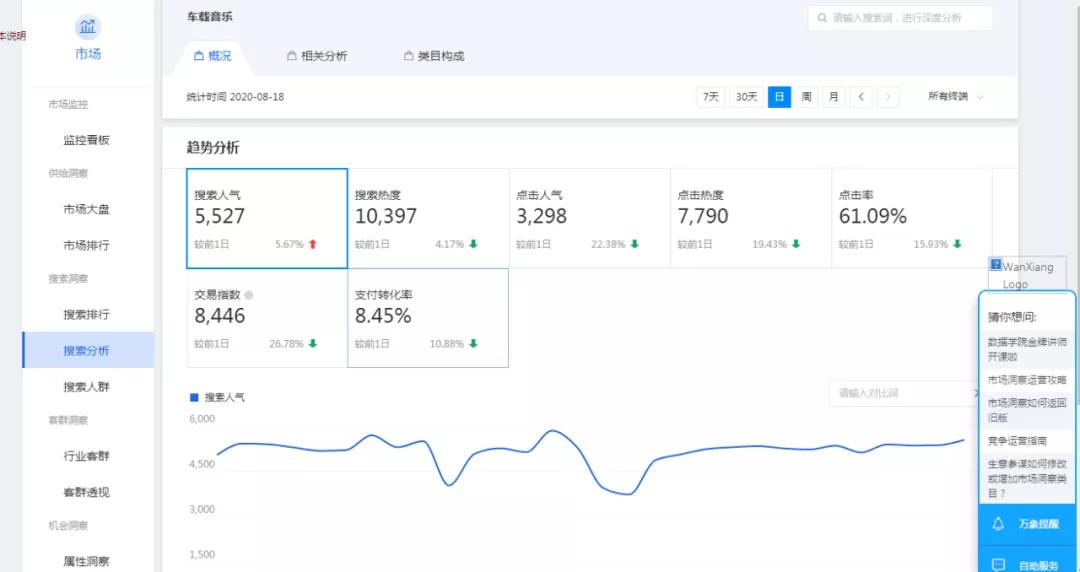 本说明
市场
市场监控
监控看板
供给洞察
市场大盘
市场排行
搜索洞察
搜索排行
搜索分析
搜索人群
客群洞察
行业客群
客群透视
机会洞察
属性洞察
车载音乐
请输入搜索词，进行深度分析
概况
相关分析
类目构成
统计时间 2020-08-18
7天
30天
日
周
月
所有终端
趋势分析
搜索人气
5,527
较前1日 5.67%
搜索热度
10,397
较前1日 4.17%
点击人气
3,298
较前1日 22.38%
点击热度
7,790
较前1日 19.43%
点击率
61.09%
较前1日 15.93%
交易指数
8,446
较前1日 26.78%
支付转化率
8.45%
较前1日 10.88%
搜索人气
请输入对比词
6,000
4,500
3,000
1,500
WanXiang
Logo
猜你想问:
数据学院金牌讲师
开课啦
市场洞察运营攻略
市场洞察如何返回
旧版
竞争运营指南
生意参谋如何修改
或增加市场洞察类
目？
万象提醒
自助服务